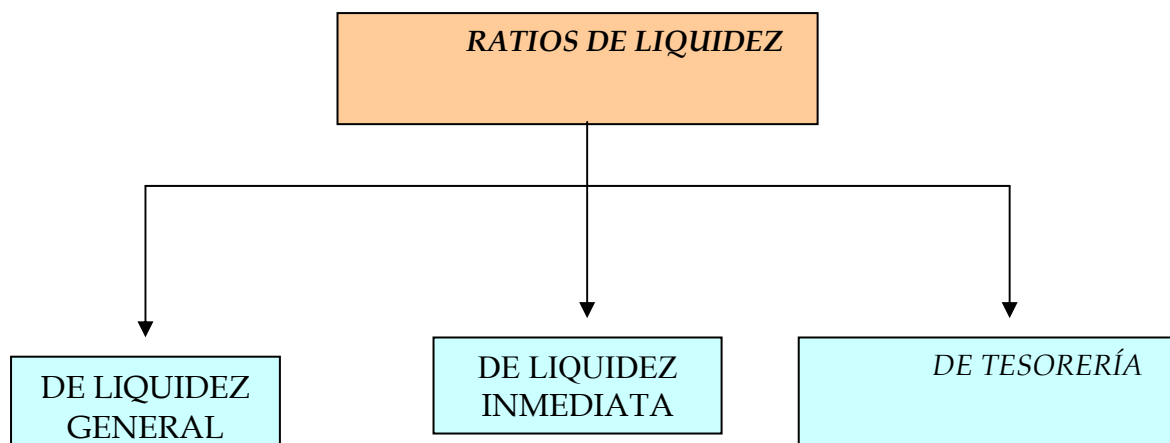 RATIOS DE LIQUIDEZ
DE LIQUIDEZ
GENERAL
DE LIQUIDEZ
INMEDIATA
DE TESORERÍA